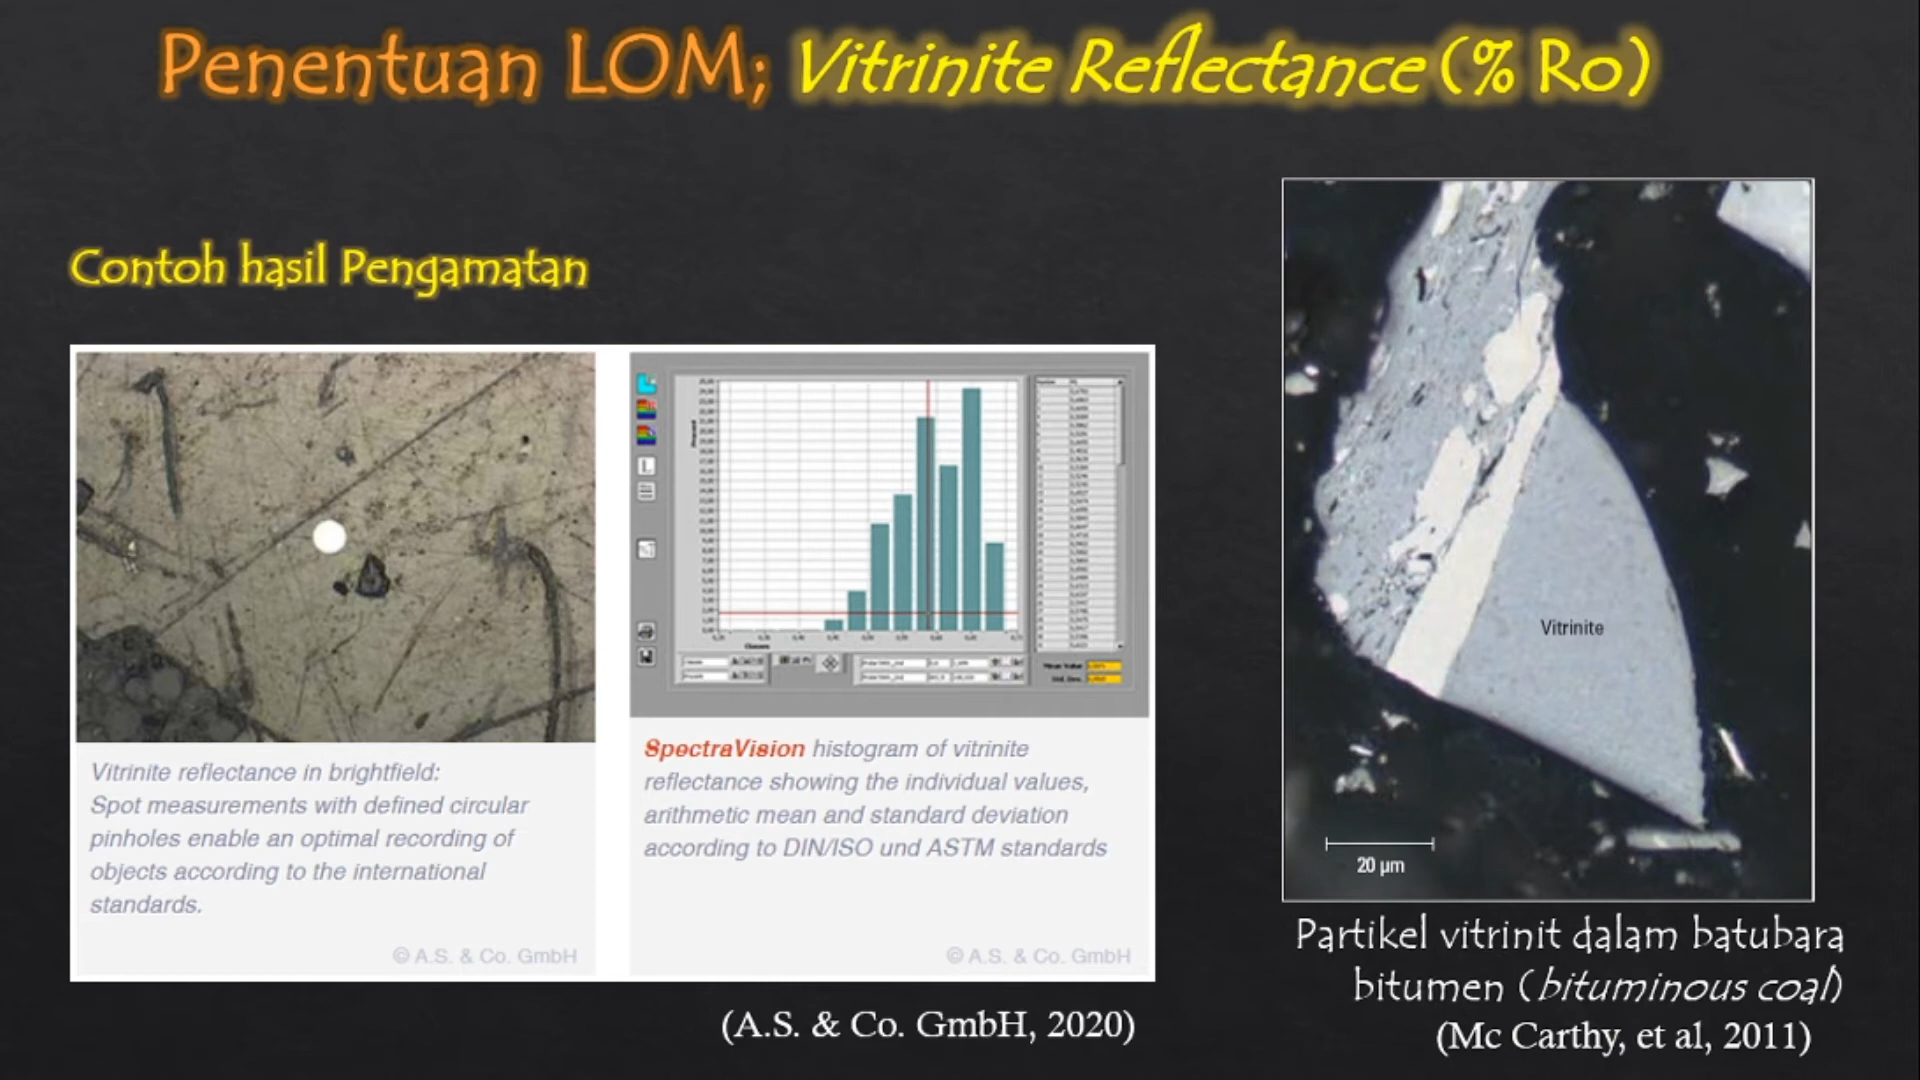 Penentuan LOM; Vitrinite Reflectance (% Ro)
Contoh hasil Pengamatan
Vitrinite reflectance in brightfield:
Spot measurements with defined circular
pinholes enable an optimal recording of
objects according to the international
standards.
© A.S. & Co. GmbH
SpectraVision histogram of vitrinite
reflectance showing the individual values,
arithmetic mean and standard deviation
according to DIN/ISO und ASTM standards
© A.S. & Co. GmbH
(A.S. & Co. GmbH, 2020)
Vitrinite
20 µm
Partikel vitrinit dalam batubara
bitumen (bituminous coal)
(Mc Carthy, et al, 2011)